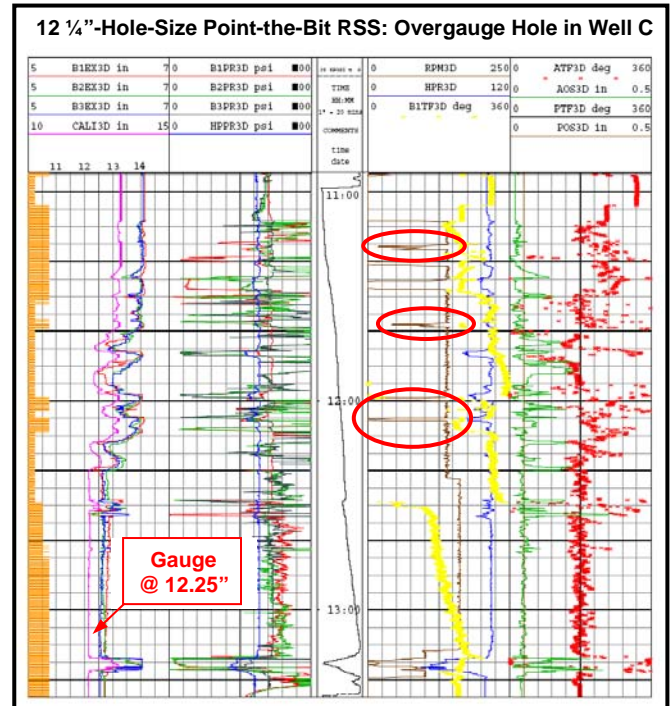 12 ¼”-Hole-Size Point-the-Bit RSS: Overgauge Hole in Well C
5 B1EX3D in 7 0 B1PR3D psi ■00 0 RPM3D 250 0 ATF3D deg 360
5 B2EX3D in 7 0 B2PR3D psi ■00 TIME 0 HPR3D 120 0 AOS3D in 0.5
5 B3EX3D in 7 0 B3PR3D psi ■00 HH:MM 0 B1TF3D deg 360 0 PTF3D deg 360
10 CALI3D in 15 0 HPPR3D psi ■00 COMMENTS 0 POS3D in 0.5
time
date
11 12 13 14
11:00
12:00
Gauge
@ 12.25”
13:00